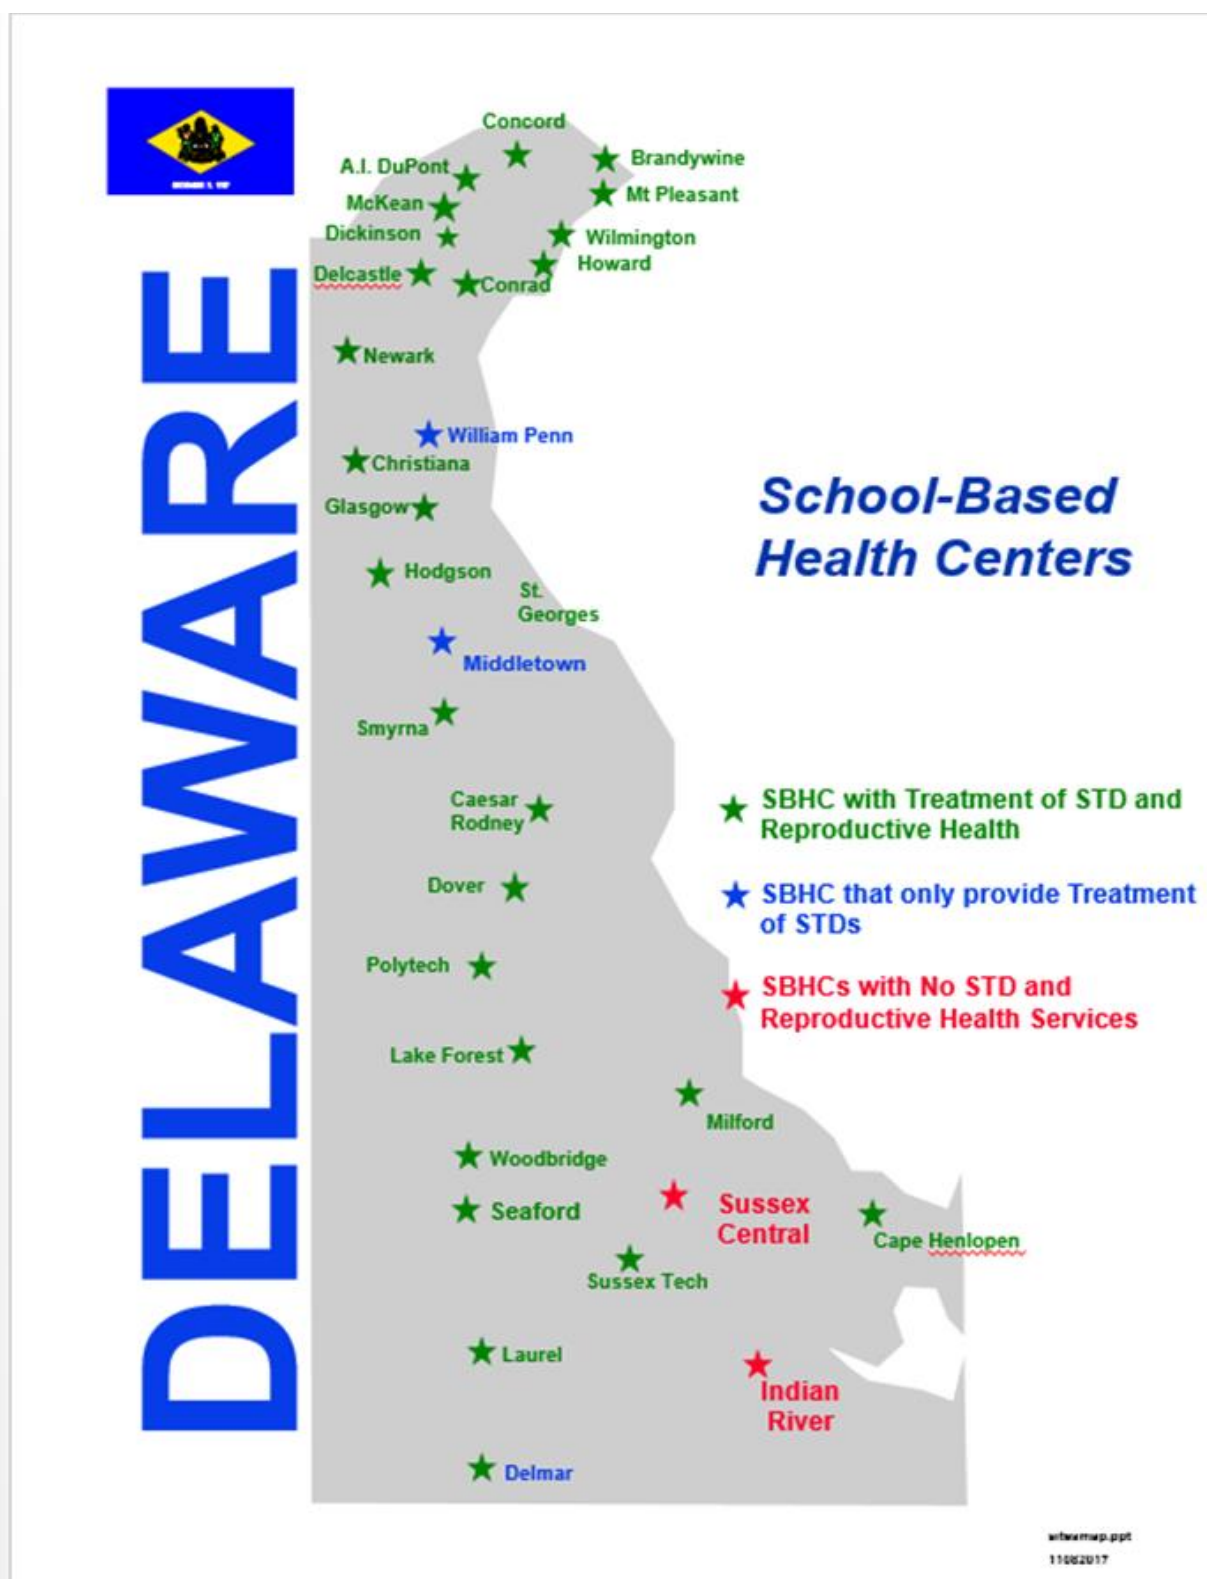 DELAWARE
Concord
A.I. DuPont
Brandywine
McKean
Mt Pleasant
Dickinson
Wilmington
Howard
Delcastle
Conrad
Newark
William Penn
Christiana
Glasgow
School-Based
Health Centers
Hodgson
St.
Georges
Middletown
Smyrna
Caesar
Rodney
SBHC with Treatment of STD and
Reproductive Health
Dover
SBHC that only provide Treatment
of STDs
Polytech
SBHCs with No STD and
Reproductive Health Services
Lake Forest
Milford
Woodbridge
Seaford
Sussex
Central
Cape Henlopen
Sussex Tech
Laurel
Indian
River
Delmar
11082017